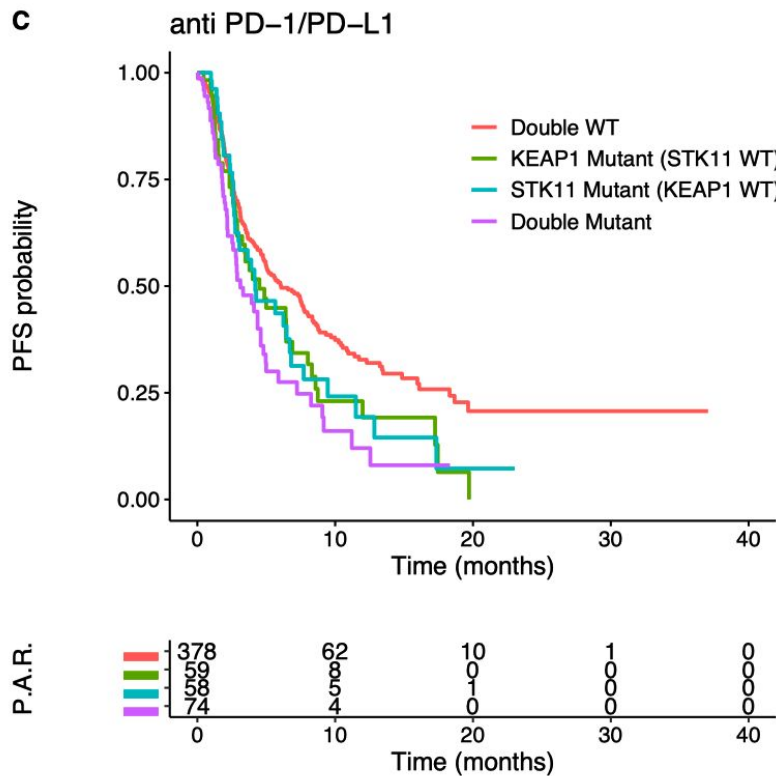 c
anti PD−1/PD−L1
PFS probability
1.00
0.75
0.50
0.25
0.00
Double WT
KEAP1 Mutant (STK11 WT)
STK11 Mutant (KEAP1 WT)
Double Mutant
0 10 20 30 40
Time (months)
P.A.R.
378 62 10 1 0
59 8 0 0 0
58 5 1 0 0
74 4 0 0 0
0 10 20 30 40
Time (months)